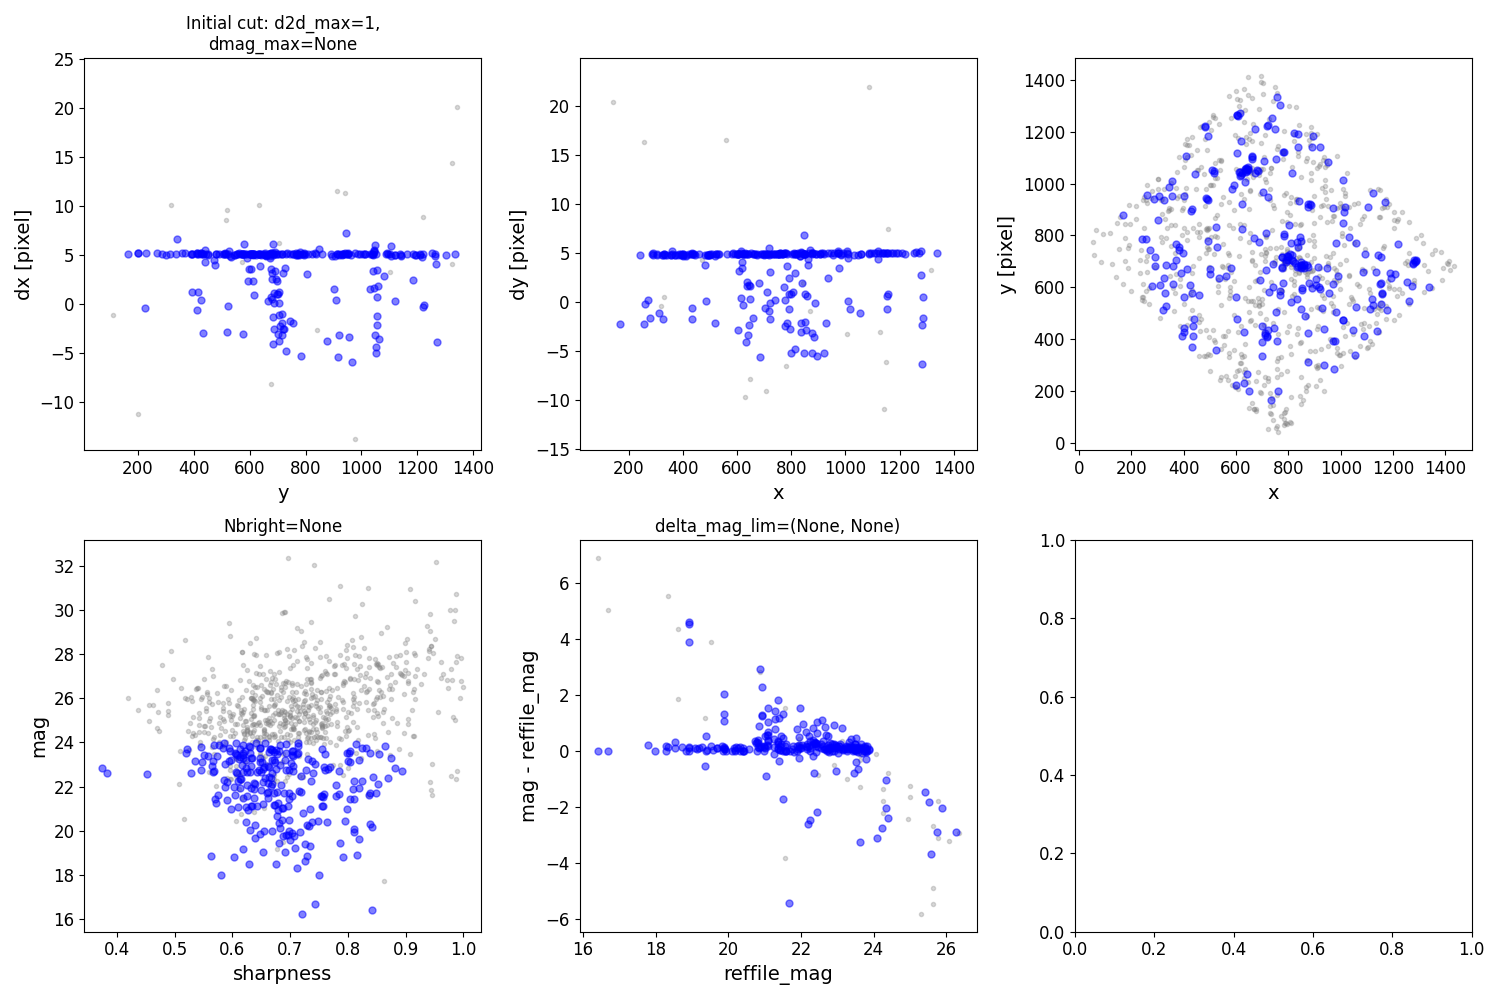 Initial cut: d2d_max=1,
dmag_max=None
25
20
15
10
5
0
−5
−10
dx [pixel]
200 400 600 800 1000 1200 1400
y
20
15
10
5
0
−5
−10
−15
dy [pixel]
200 400 600 800 1000 1200 1400
x
1400
1200
1000
800
600
400
200
0
y [pixel]
0 200 400 600 800 1000 1200 1400
x
Nbright=None
32
30
28
26
24
22
20
18
16
mag
0.4 0.5 0.6 0.7 0.8 0.9 1.0
sharpness
delta_mag_lim=(None, None)
6
4
2
0
−2
−4
−6
mag - reffile_mag
16 18 20 22 24 26
reffile_mag
1.0
0.8
0.6
0.4
0.2
0.0
0.0 0.2 0.4 0.6 0.8 1.0